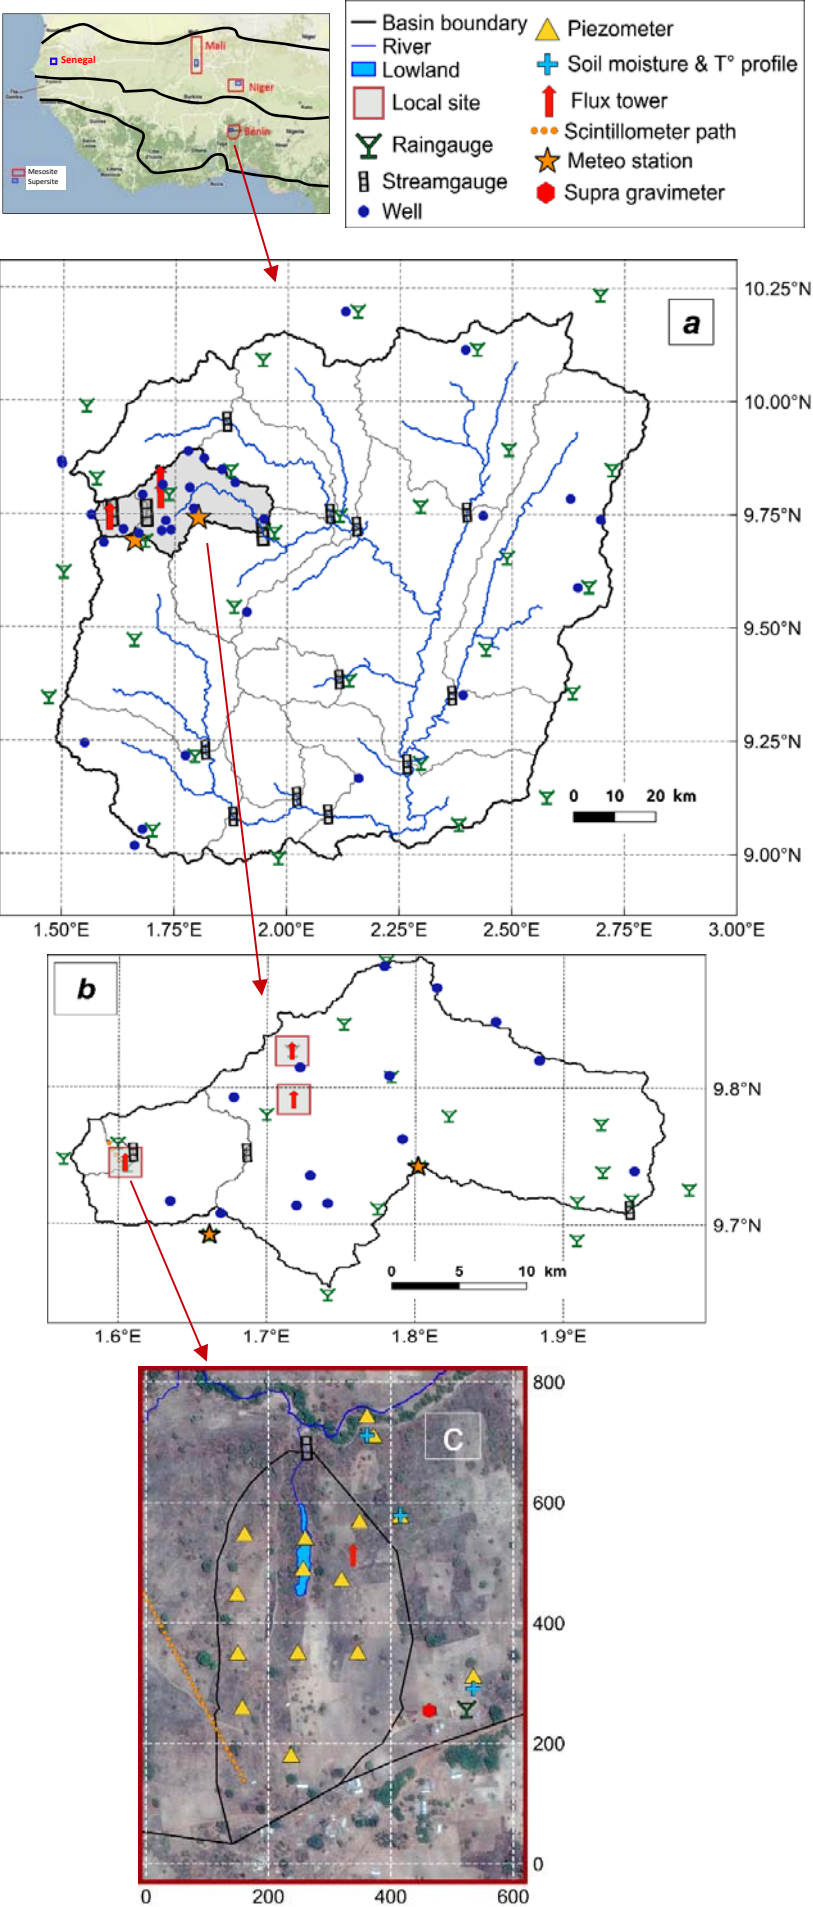 Mali
Senegal
Niger
Bénin
Mesosite
Supersite
Basin boundary
River
Lowland
Local site
Raingauge
Streamgauge
Well
Piezometer
Soil moisture & T° profile
Flux tower
Scintillometer path
Meteo station
Supra gravimeter
a
10.25°N
10.00°N
9.75°N
9.50°N
9.25°N
9.00°N
0 10 20 km
1.50°E 1.75°E 2.00°E 2.25°E 2.50°E 2.75°E 3.00°E
b
9.8°N
9.7°N
0 5 10 km
1.6°E 1.7°E 1.8°E 1.9°E
C
800
600
400
200
0
0 200 400 600